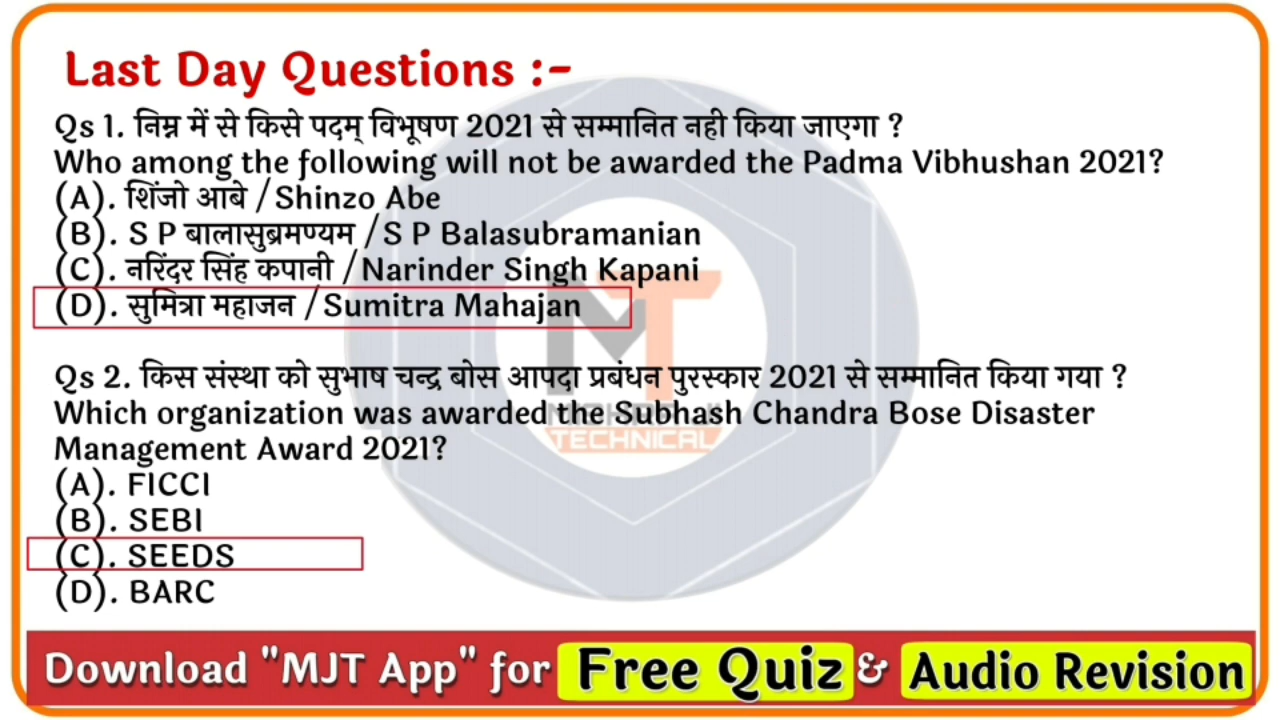 Last Day Questions :-
Qs 1. निम्न में से किसे पदम् विभूषण 2021 से सम्मानित नही किया जाएगा ?
Who among the following will not be awarded the Padma Vibhushan 2021?
(A). शिंजो आबे / Shinzo Abe
(B). S P बालासुब्रमण्यम / S P Balasubramanian
(C). नरिंदर सिंह कपानी / Narinder Singh Kapani
(D). सुमित्रा महाजन / Sumitra Mahajan
Qs 2. किस संस्था को सुभाष चन्द्र बोस आपदा प्रबंधन पुरस्कार 2021 से सम्मानित किया गया ?
Which organization was awarded the Subhash Chandra Bose Disaster
Management Award 2021?
(A). FICCI
(B). SEBI
(C). SEEDS
(D). BARC
MT
TECHNICAL
Download "MJT App" for Free Quiz & Audio Revision